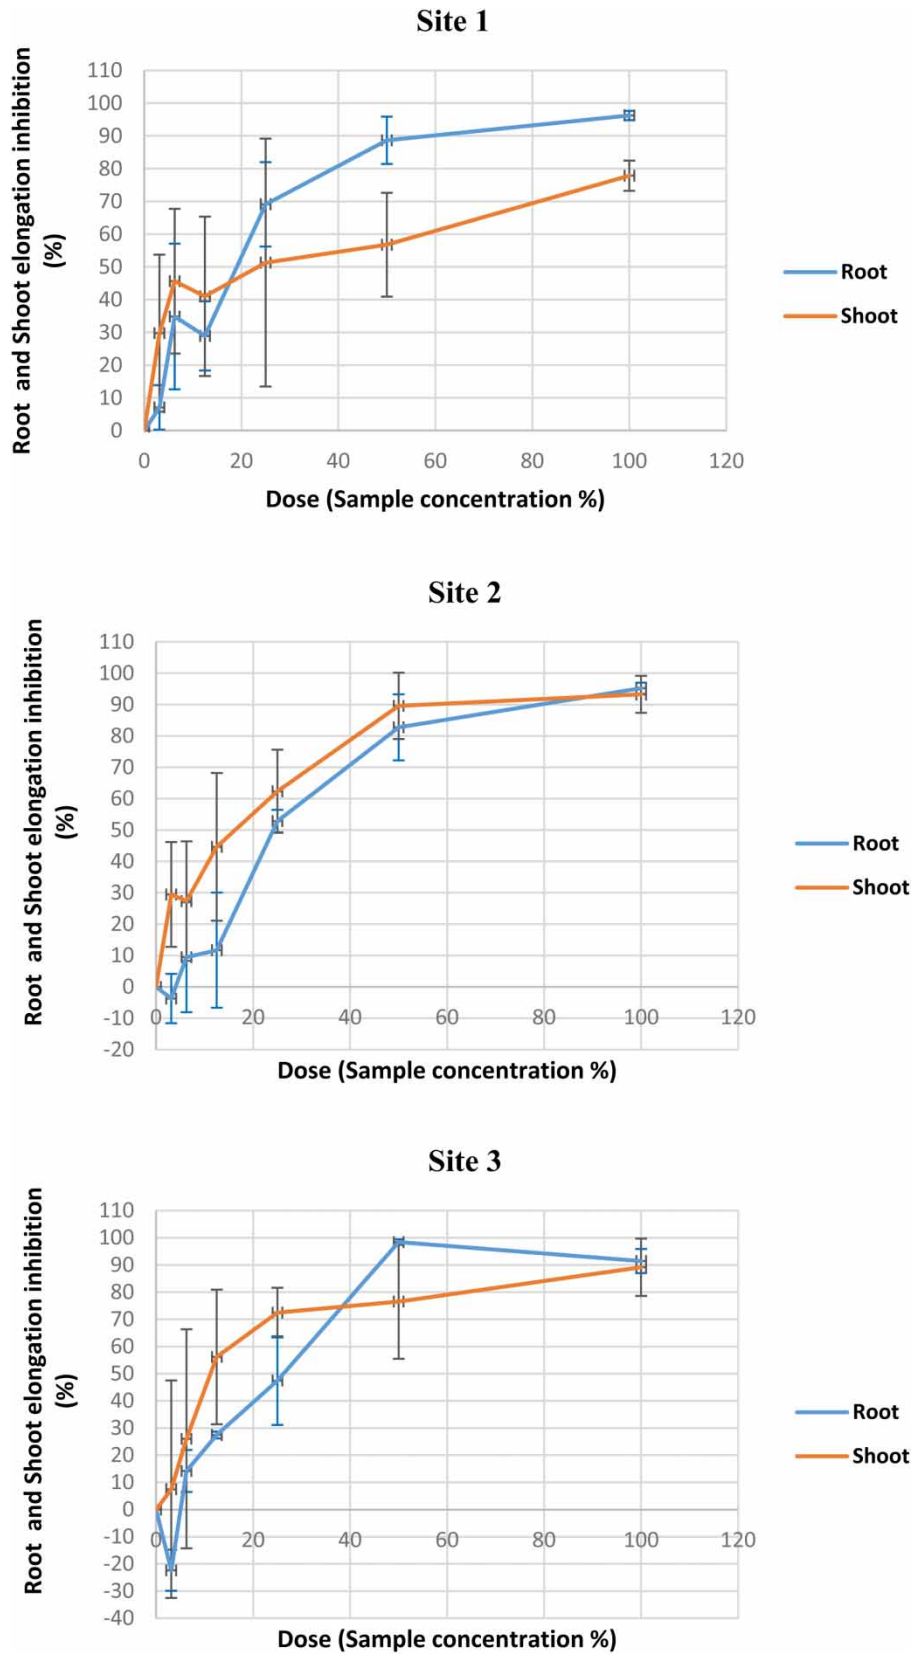 Site 1
Root and Shoot elongation inhibition
(%)
110
100
90
80
70
60
50
40
30
20
10
0
0 20 40 60 80 100 120
Dose (Sample concentration %)
Root
Shoot
Site 2
Root and Shoot elongation inhibition
(%)
110
100
90
80
70
60
50
40
30
20
10
0
-10
-20
0 20 40 60 80 100 120
Dose (Sample concentration %)
Root
Shoot
Site 3
Root and Shoot elongation inhibition
(%)
110
100
90
80
70
60
50
40
30
20
10
0
-10
-20
-30
-40
0 20 40 60 80 100 120
Dose (Sample concentration %)
Root
Shoot